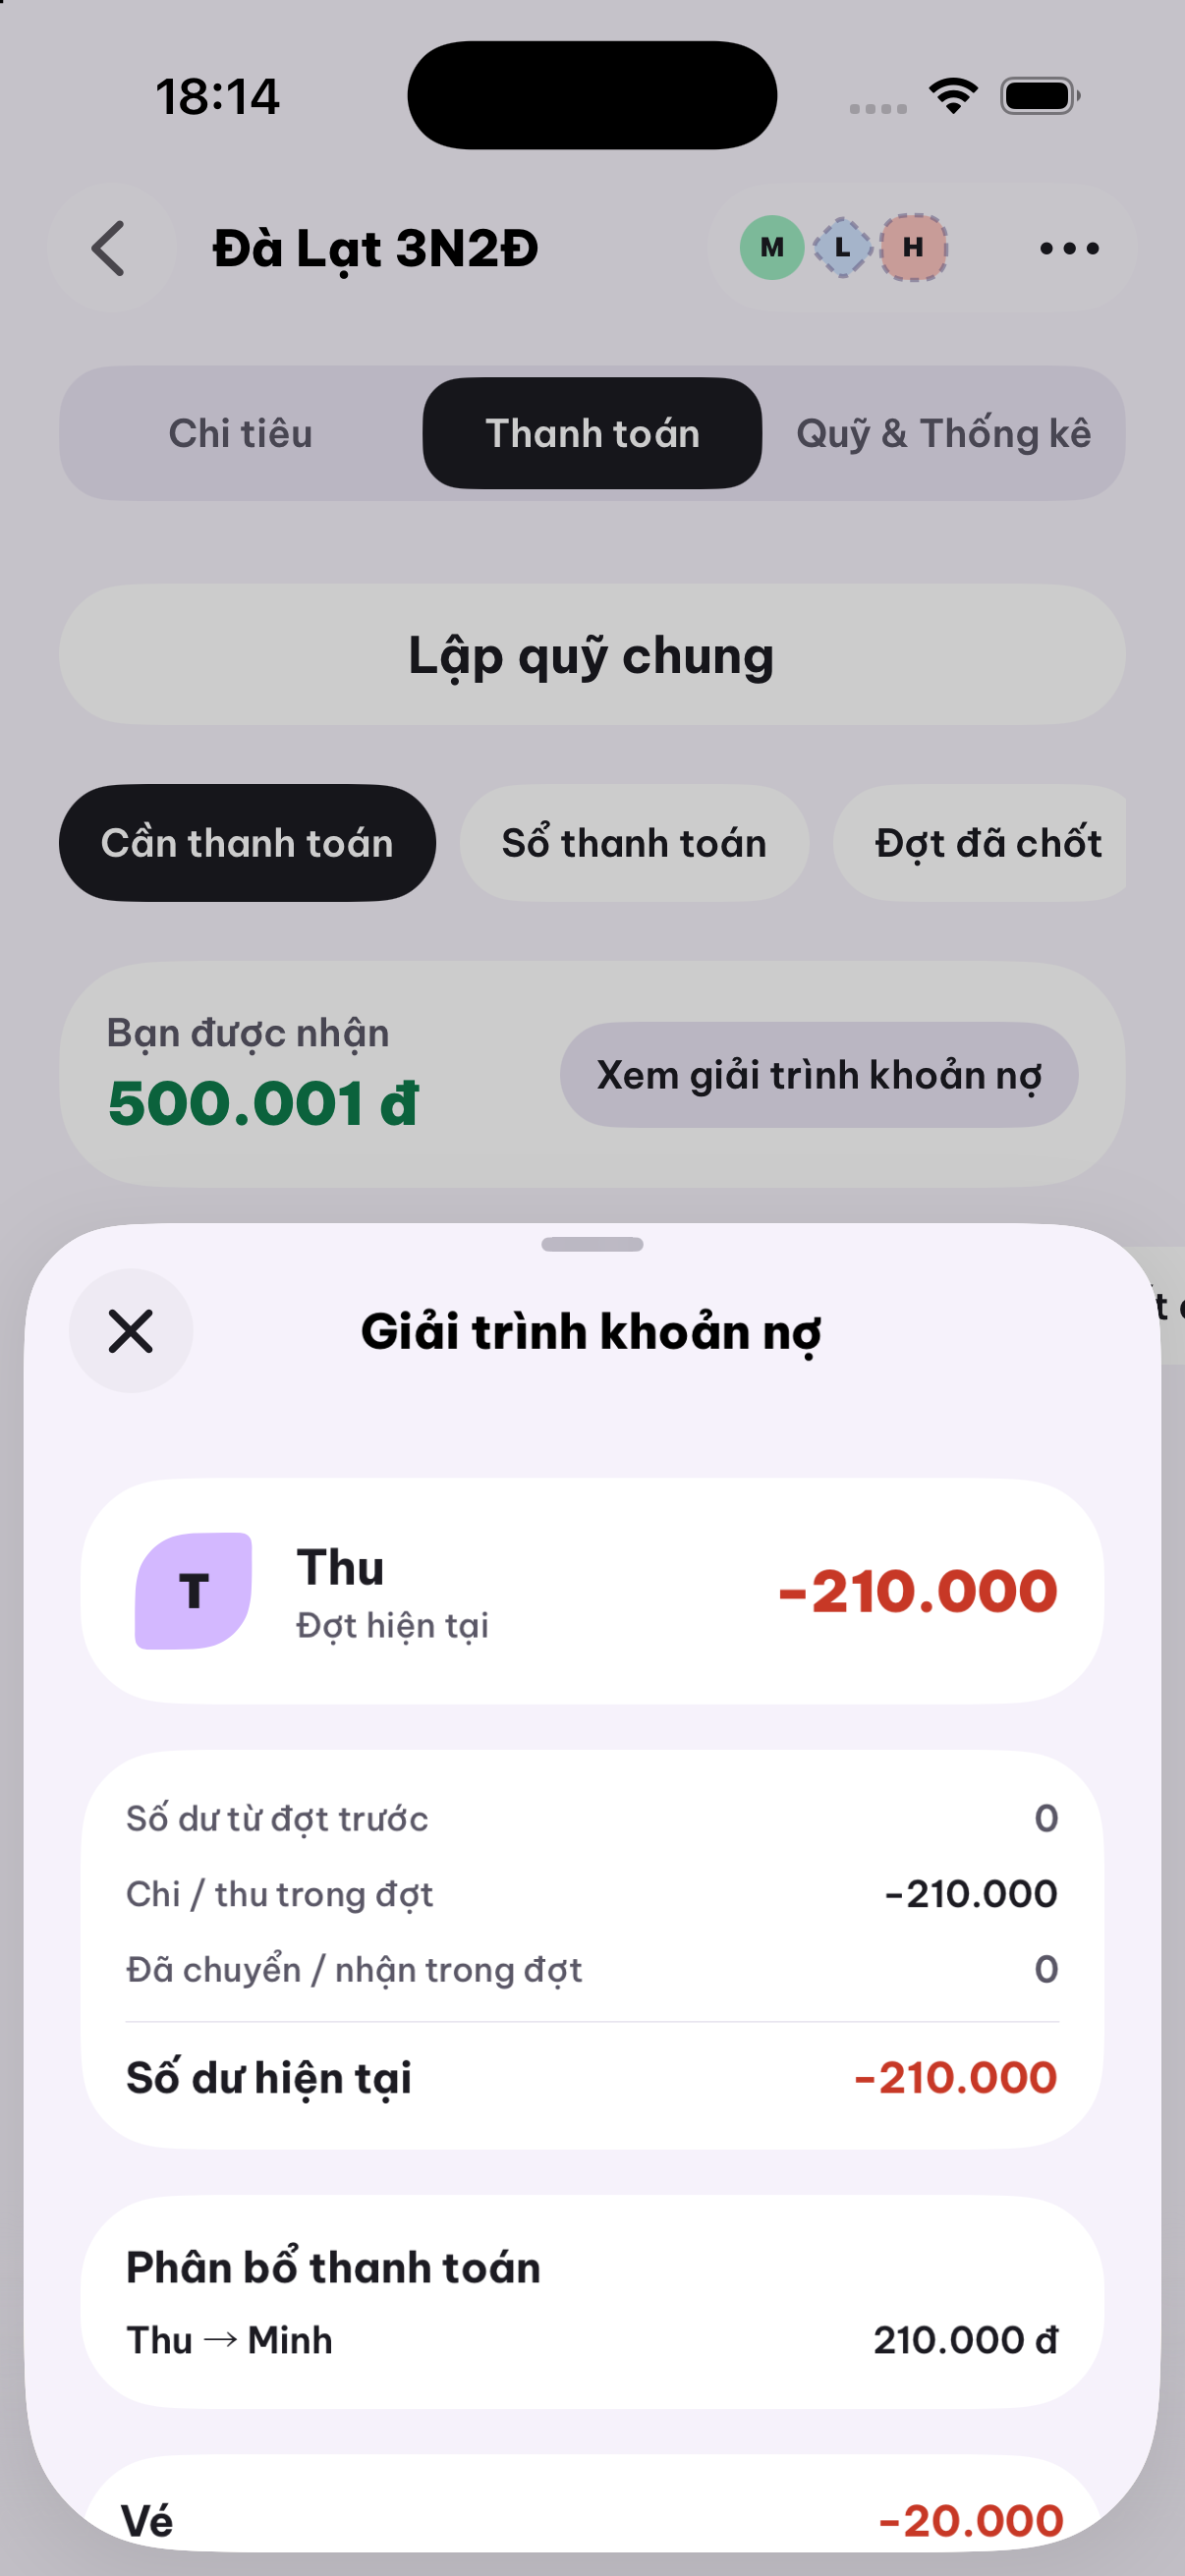 18:14
Đà Lạt 3N2Đ
M L H
Chi tiêu Thanh toán Quỹ & Thống kê
Lập quỹ chung
Cần thanh toán Sổ thanh toán Đợt đã chốt
Bạn được nhận
500.001 đ
Xem giải trình khoản nợ
Giải trình khoản nợ
T
Thu
Đợt hiện tại
-210.000
Số dư từ đợt trước 0
Chi / thu trong đợt -210.000
Đã chuyển / nhận trong đợt 0
Số dư hiện tại -210.000
Phân bổ thanh toán
Thu → Minh 210.000 đ
Vé -20.000